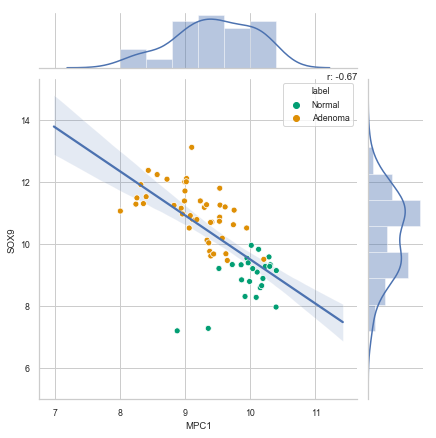 r: -0.67
label
Normal
Adenoma
14
12
10
8
6
SOX9
7 8 9 10 11
MPC1